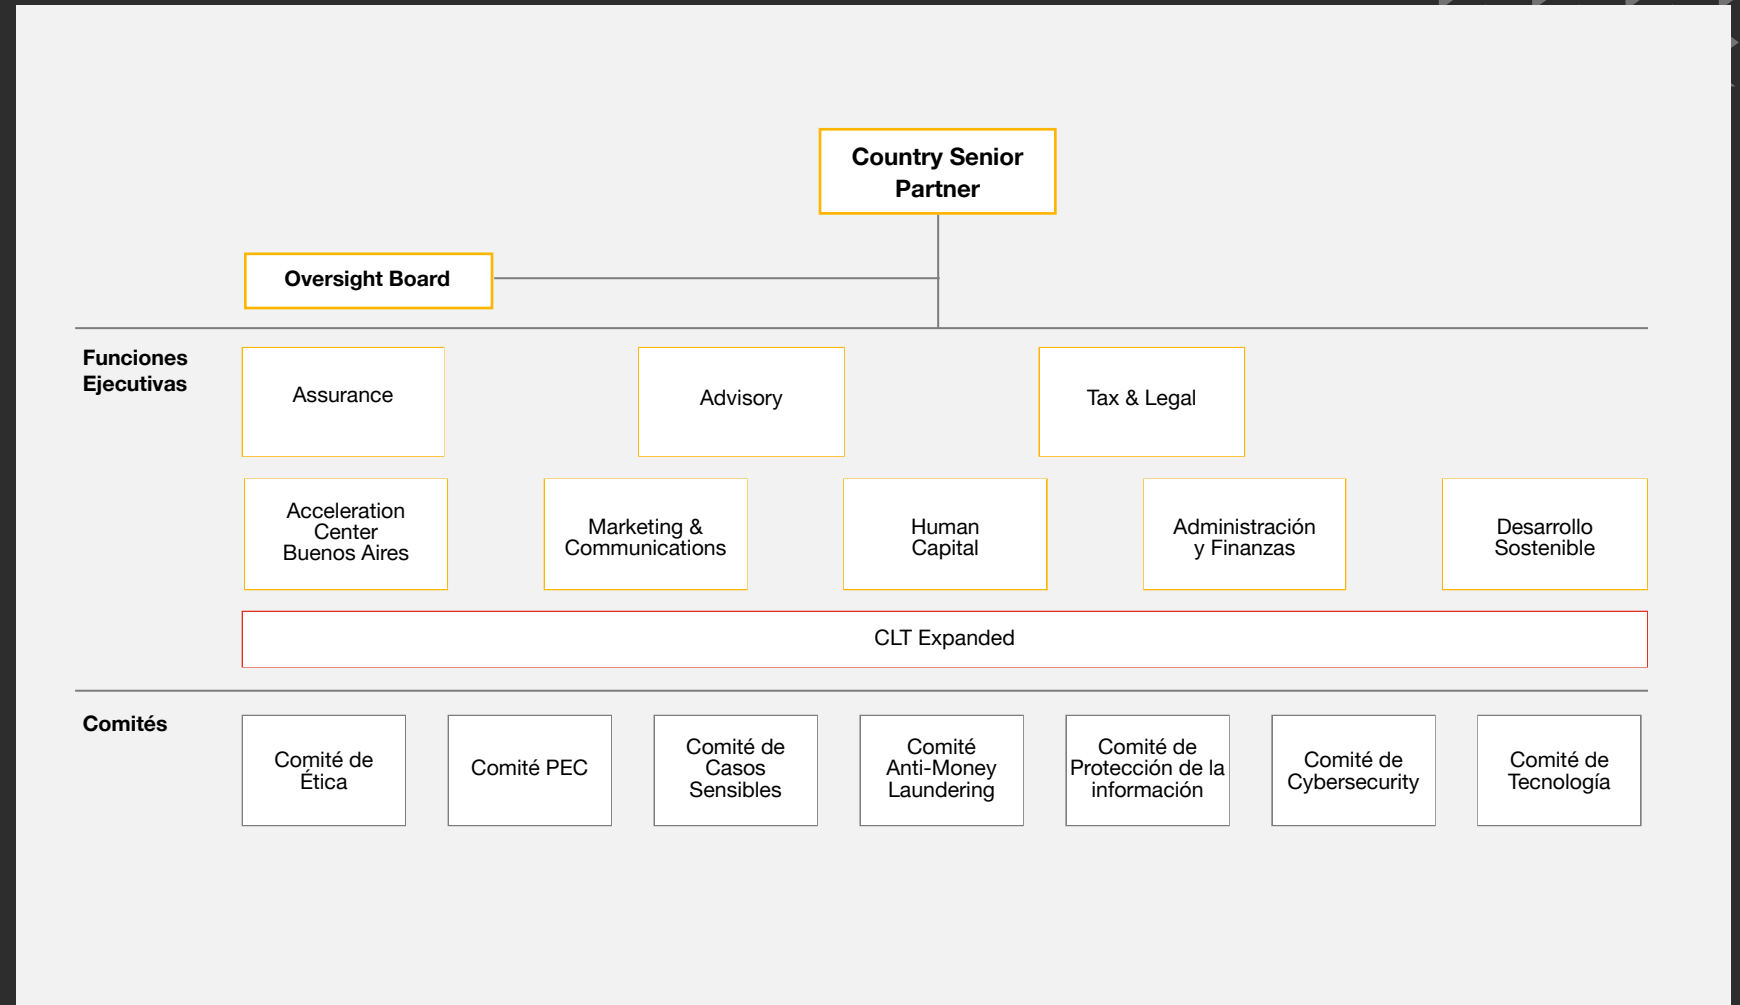 Country Senior
Partner
Oversight Board
Funciones
Ejecutivas
Assurance
Advisory
Tax & Legal
Acceleration
Center
Buenos Aires
Marketing &
Communications
Human
Capital
Administración
y Finanzas
Desarrollo
Sostenible
CLT Expanded
Comités
Comité de
Ética
Comité PEC
Comité de
Casos
Sensibles
Comité
Anti-Money
Laundering
Comité de
Protección de la
información
Comité de
Cybersecurity
Comité de
Tecnología